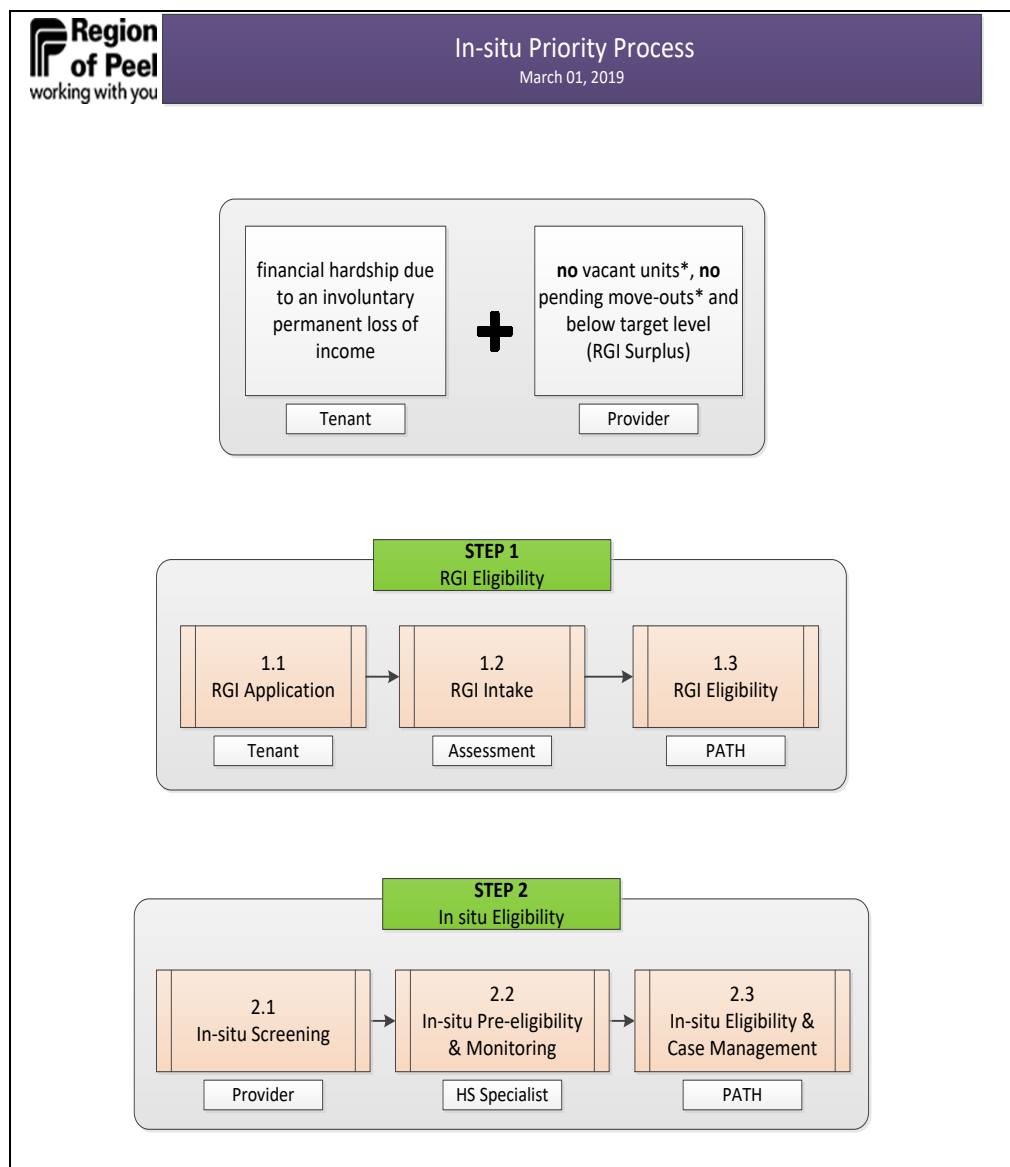 Region
of Peel
working with you
In-situ Priority Process
March 01, 2019
financial hardship due
to an involuntary
permanent loss of
income
Tenant
no vacant units*, no
pending move-outs* and
below target level
(RGI Surplus)
Provider
STEP 1
RGI Eligibility
1.1
RGI Application
Tenant
1.2
RGI Intake
Assessment
1.3
RGI Eligibility
PATH
STEP 2
In situ Eligibility
2.1
In-situ Screening
Provider
2.2
In-situ Pre-eligibility
& Monitoring
HS Specialist
2.3
In-situ Eligibility &
Case Management
PATH